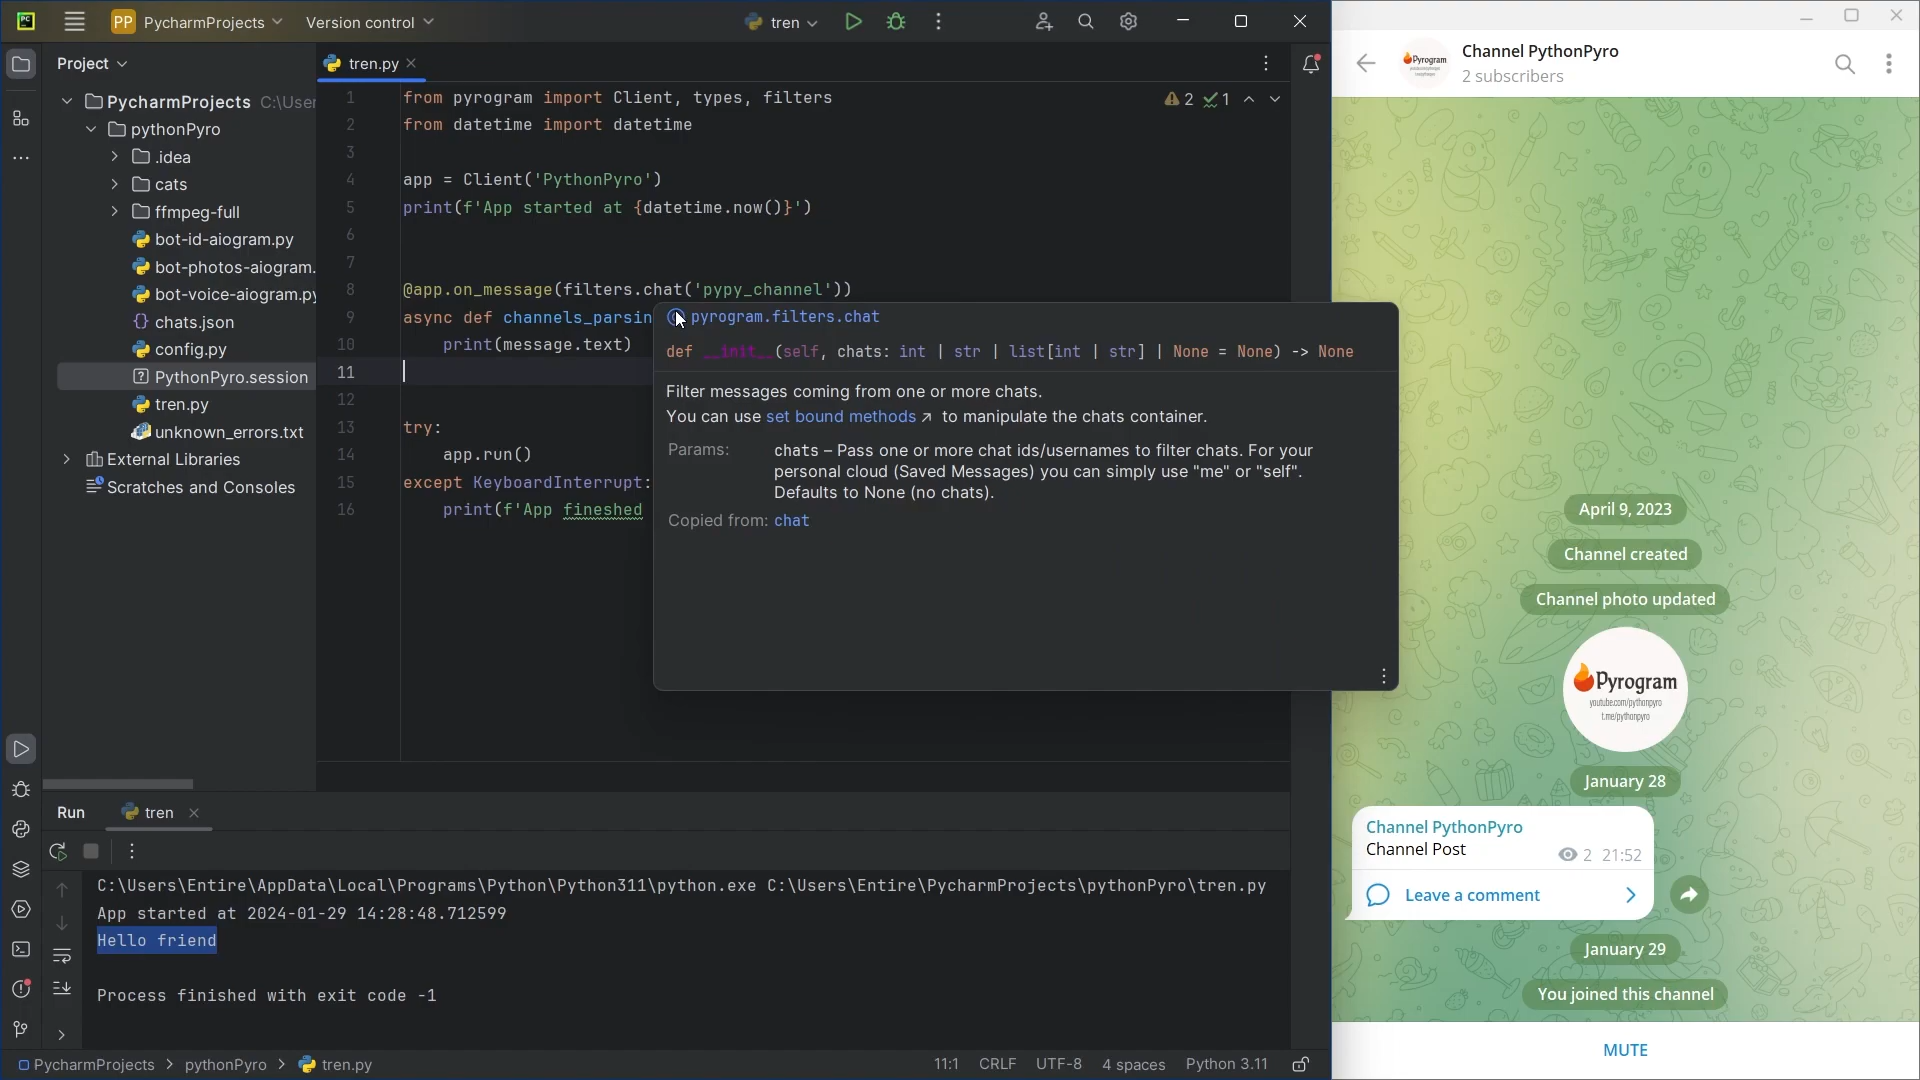 PC
PP PycharmProjects
Version control
tren
Project
PycharmProjects C:\User
pythonPyro
.idea
cats
ffmpeg-full
bot-id-aiogram.py
bot-photos-aiogram.
bot-voice-aiogram.py
chats.json
config.py
PythonPyro.session
tren.py
unknown_errors.txt
External Libraries
Scratches and Consoles
tren.py
2 1
1 from pyrogram import Client, types, filters
2 from datetime import datetime
3
4 app = Client('PythonPyro')
5 print(f'App started at {datetime.now()}')
6
7
8 @app.on_message(filters.chat('pypy_channel'))
9 async def channels_parsin
10 print(message.text)
11
12
13 try:
14 app.run()
15 except KeyboardInterrupt:
16 print(f'App fineshed
pyrogram.filters.chat
def __init__(self, chats: int | str | list[int | str] | None = None) -> None
Filter messages coming from one or more chats.
You can use set bound methods ↗ to manipulate the chats container.
Params: chats – Pass one or more chat ids/usernames to filter chats. For your
personal cloud (Saved Messages) you can simply use "me" or "self".
Defaults to None (no chats).
Copied from: chat
Run
tren
C:\Users\Entire\AppData\Local\Programs\Python\Python311\python.exe C:\Users\Entire\PycharmProjects\pythonPyro\tren.py
App started at 2024-01-29 14:28:48.712599
Hello friend
Process finished with exit code -1
PycharmProjects > pythonPyro > tren.py
11:1 CRLF UTF-8 4 spaces Python 3.11
Pyrogram
Channel PythonPyro
2 subscribers
April 9, 2023
Channel created
Channel photo updated
Pyrogram
youtube.com/pythonpyro
t.me/pythonpyro
January 28
Channel PythonPyro
Channel Post
2 21:52
Leave a comment
January 29
You joined this channel
MUTE